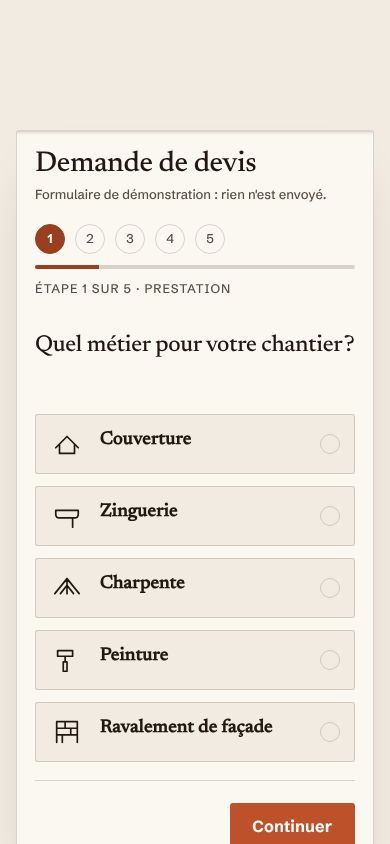 Demande de devis
Formulaire de démonstration : rien n'est envoyé.
1 2 3 4 5
ÉTAPE 1 SUR 5 · PRESTATION
Quel métier pour votre chantier ?
Couverture
Zinguerie
Charpente
Peinture
Ravalement de façade
Continuer